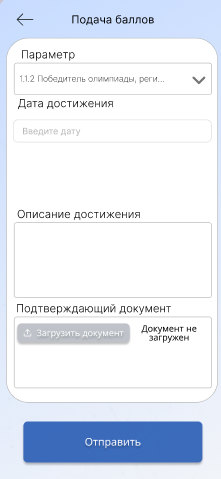 Подача баллов
Параметр
1.1.2 Победитель олимпиады, реги...
Дата достижения
Введите дату
Описание достижения
Подтверждающий документ
Загрузить документ
Документ не
загружен
Отправить